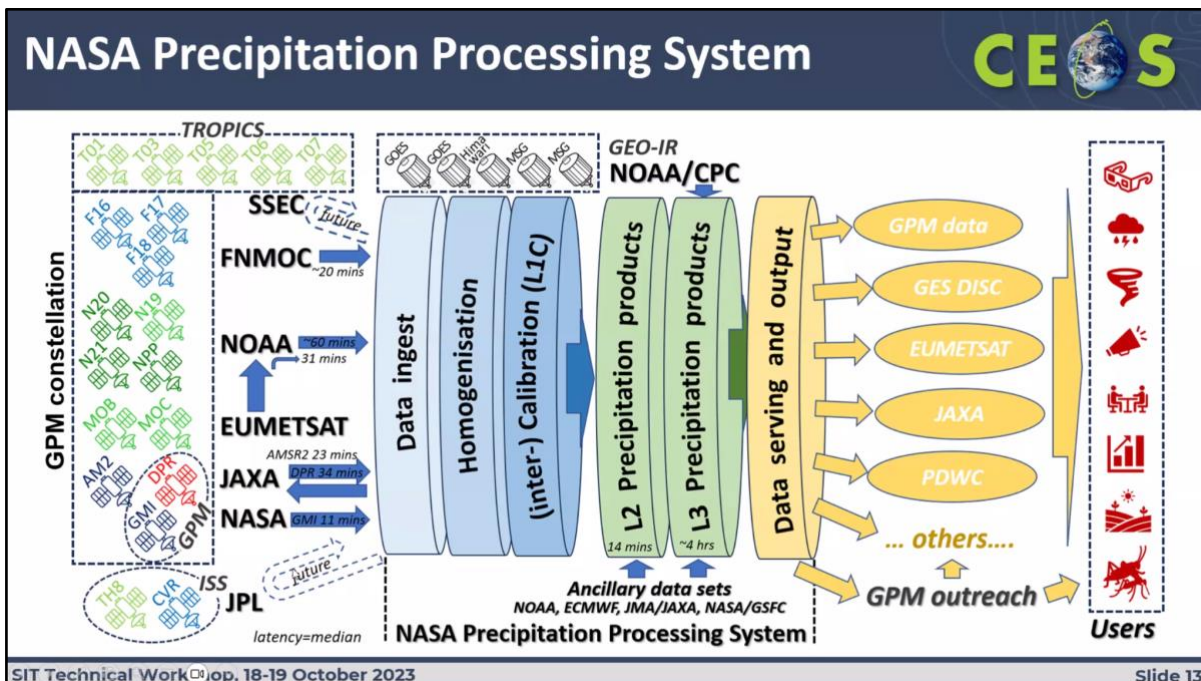 NASA Precipitation Processing System
CEOS
TROPICS
T01
T03
T05
T06
T07
GOES
GOES
Hima
wari
MSG
MSG
GEO-IR
NOAA/CPC
GPM constellation
F16
F17
F18
N20
N19
N21
NPP
MOB
MOC
AM2
DPR
GMI
GPM
ISS
TH8
CVR
SSEC
future
FNMOC
~20 mins
NOAA
~60 mins
31 mins
EUMETSAT
AMSR2 23 mins
JAXA
DPR 34 mins
NASA
GMI 11 mins
future
JPL
latency=median
Data ingest
Homogenisation
(inter-) Calibration (L1C)
L2 Precipitation products
14 mins
L3 Precipitation products
~4 hrs
Data serving and output
Ancillary data sets
NOAA, ECMWF, JMA/JAXA, NASA/GSFC
NASA Precipitation Processing System
GPM data
GES DISC
EUMETSAT
JAXA
PDWC
... others....
GPM outreach
Users
SIT Technical Work op, 18-19 October 2023
Slide 13